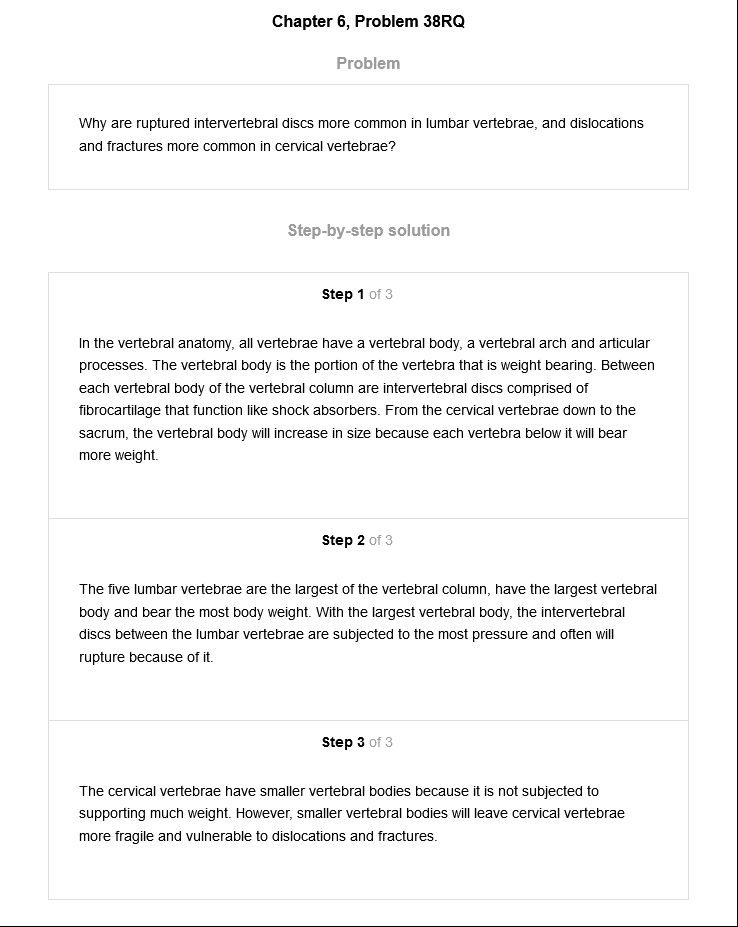 Chapter 6, Problem 38RQ
Problem
Why are ruptured intervertebral discs more common in lumbar vertebrae, and dislocations
and fractures more common in cervical vertebrae?
Step-by-step solution
Step 1 of 3
In the vertebral anatomy, all vertebrae have a vertebral body, a vertebral arch and articular
processes. The vertebral body is the portion of the vertebra that is weight bearing. Between
each vertebral body of the vertebral column are intervertebral discs comprised of
fibrocartilage that function like shock absorbers. From the cervical vertebrae down to the
sacrum, the vertebral body will increase in size because each vertebra below it will bear
more weight.
Step 2 of 3
The five lumbar vertebrae are the largest of the vertebral column, have the largest vertebral
body and bear the most body weight. With the largest vertebral body, the intervertebral
discs between the lumbar vertebrae are subjected to the most pressure and often will
rupture because of it.
Step 3 of 3
The cervical vertebrae have smaller vertebral bodies because it is not subjected to
supporting much weight. However, smaller vertebral bodies will leave cervical vertebrae
more fragile and vulnerable to dislocations and fractures.